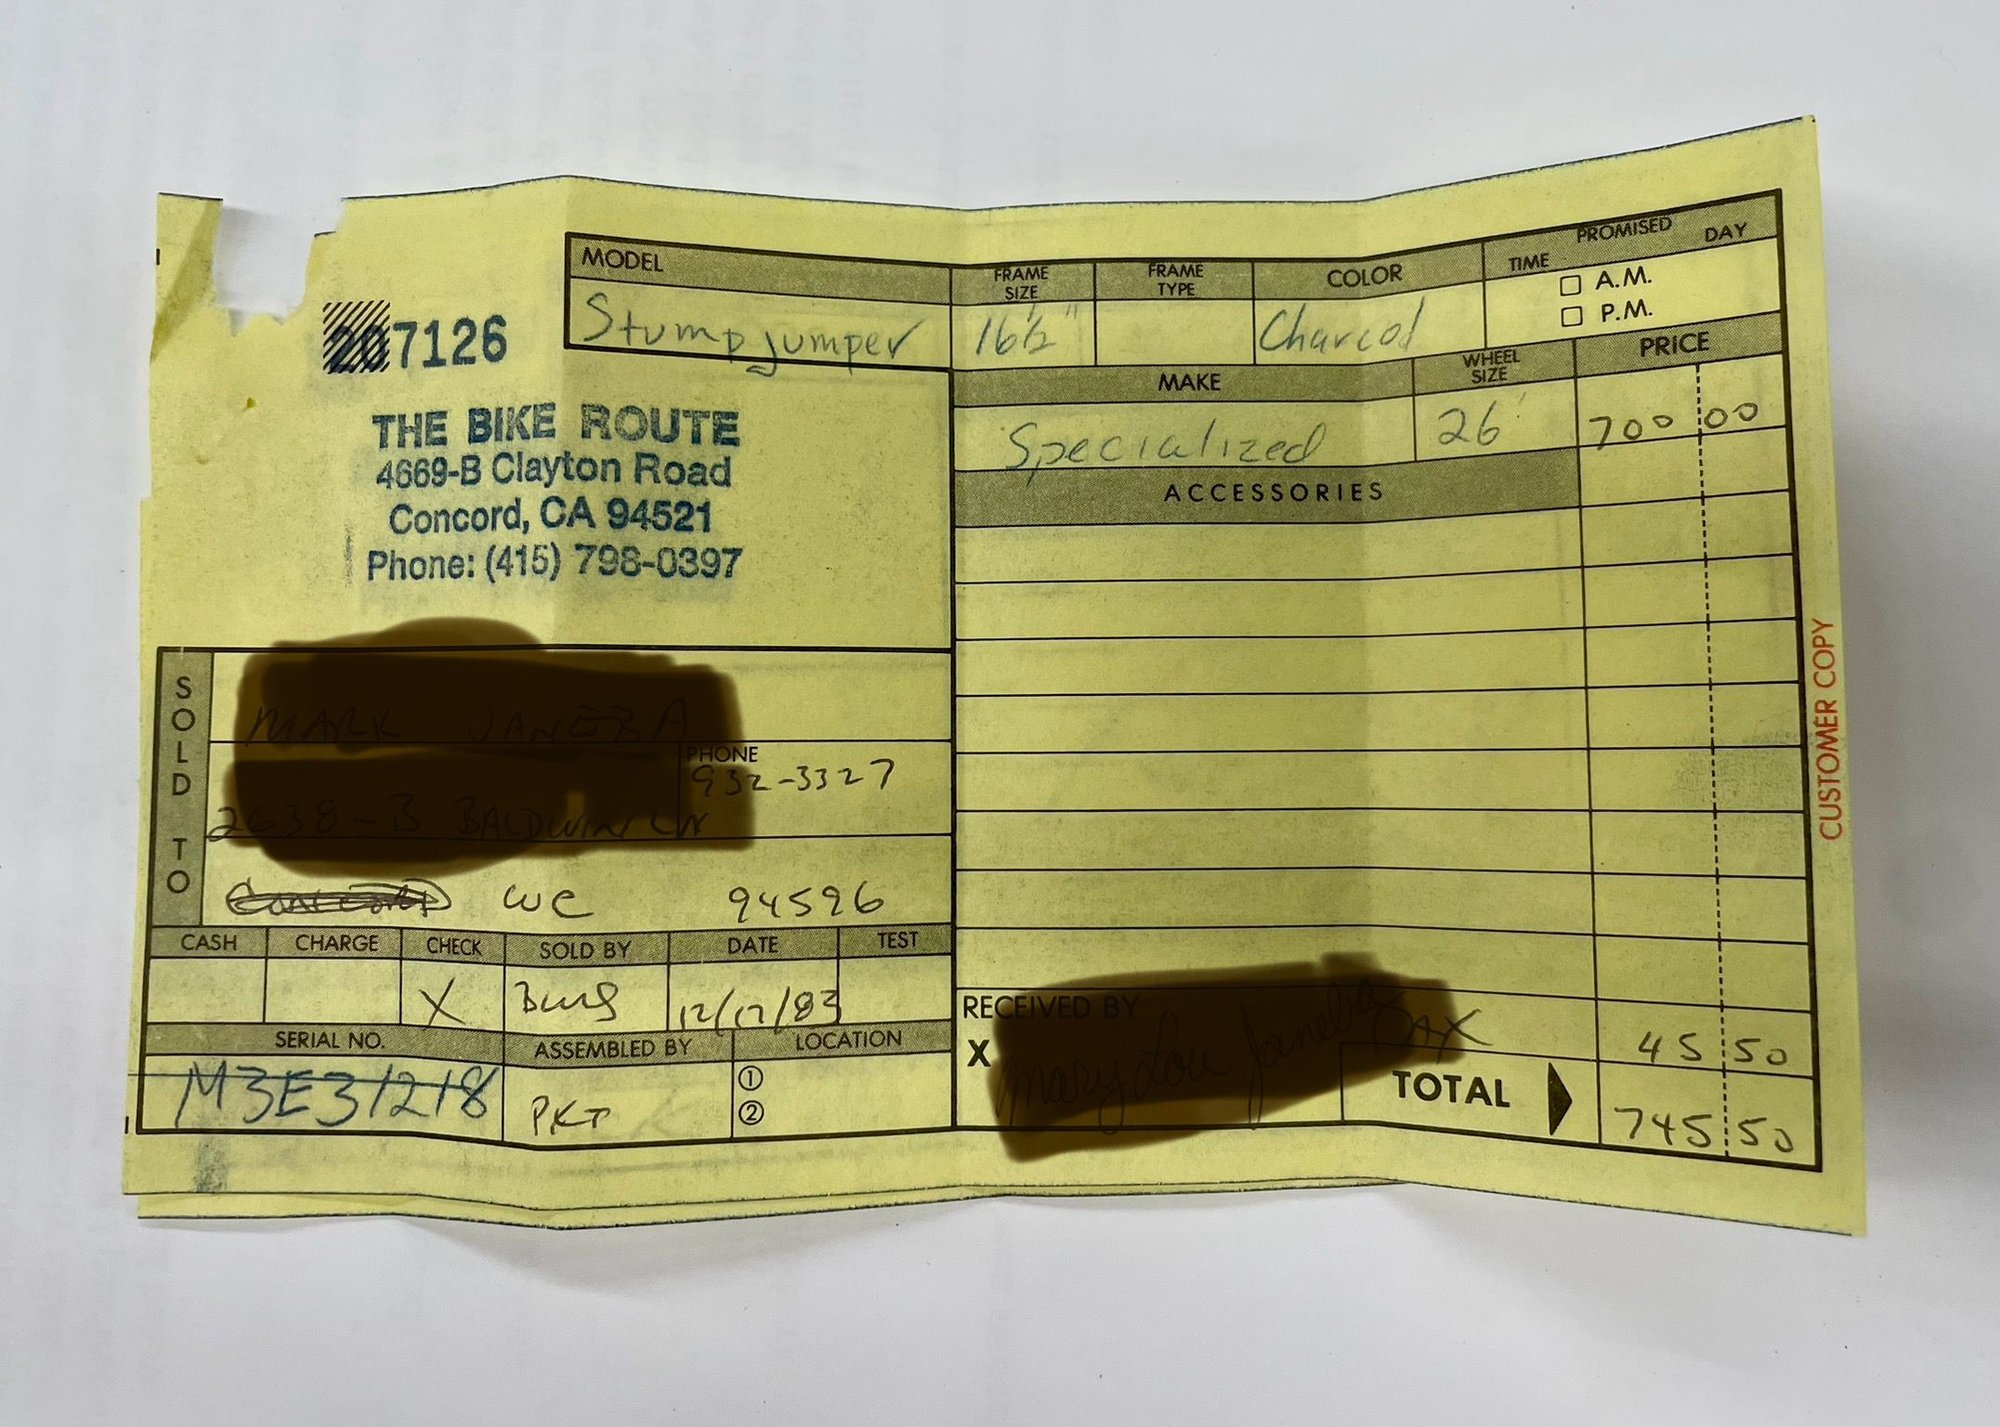 207126
THE BIKE ROUTE
4669-B Clayton Road
Concord, CA 94521
Phone: (415) 798-0397
MODEL
Stumpjumper
FRAME SIZE
16½"
FRAME TYPE
COLOR
Charcol
PROMISED
TIME DAY
☐ A.M.
☐ P.M.
MAKE
Specialized
WHEEL SIZE
26"
PRICE
700 00
ACCESSORIES
SOLD TO
PHONE
932-3327
WC 94596
CASH CHARGE CHECK SOLD BY DATE TEST
X 12/17/83
SERIAL NO. ASSEMBLED BY LOCATION
M3E31218 PKT
①
②
RECEIVED BY
X
TAX 45 50
TOTAL 745 50
CUSTOMER COPY